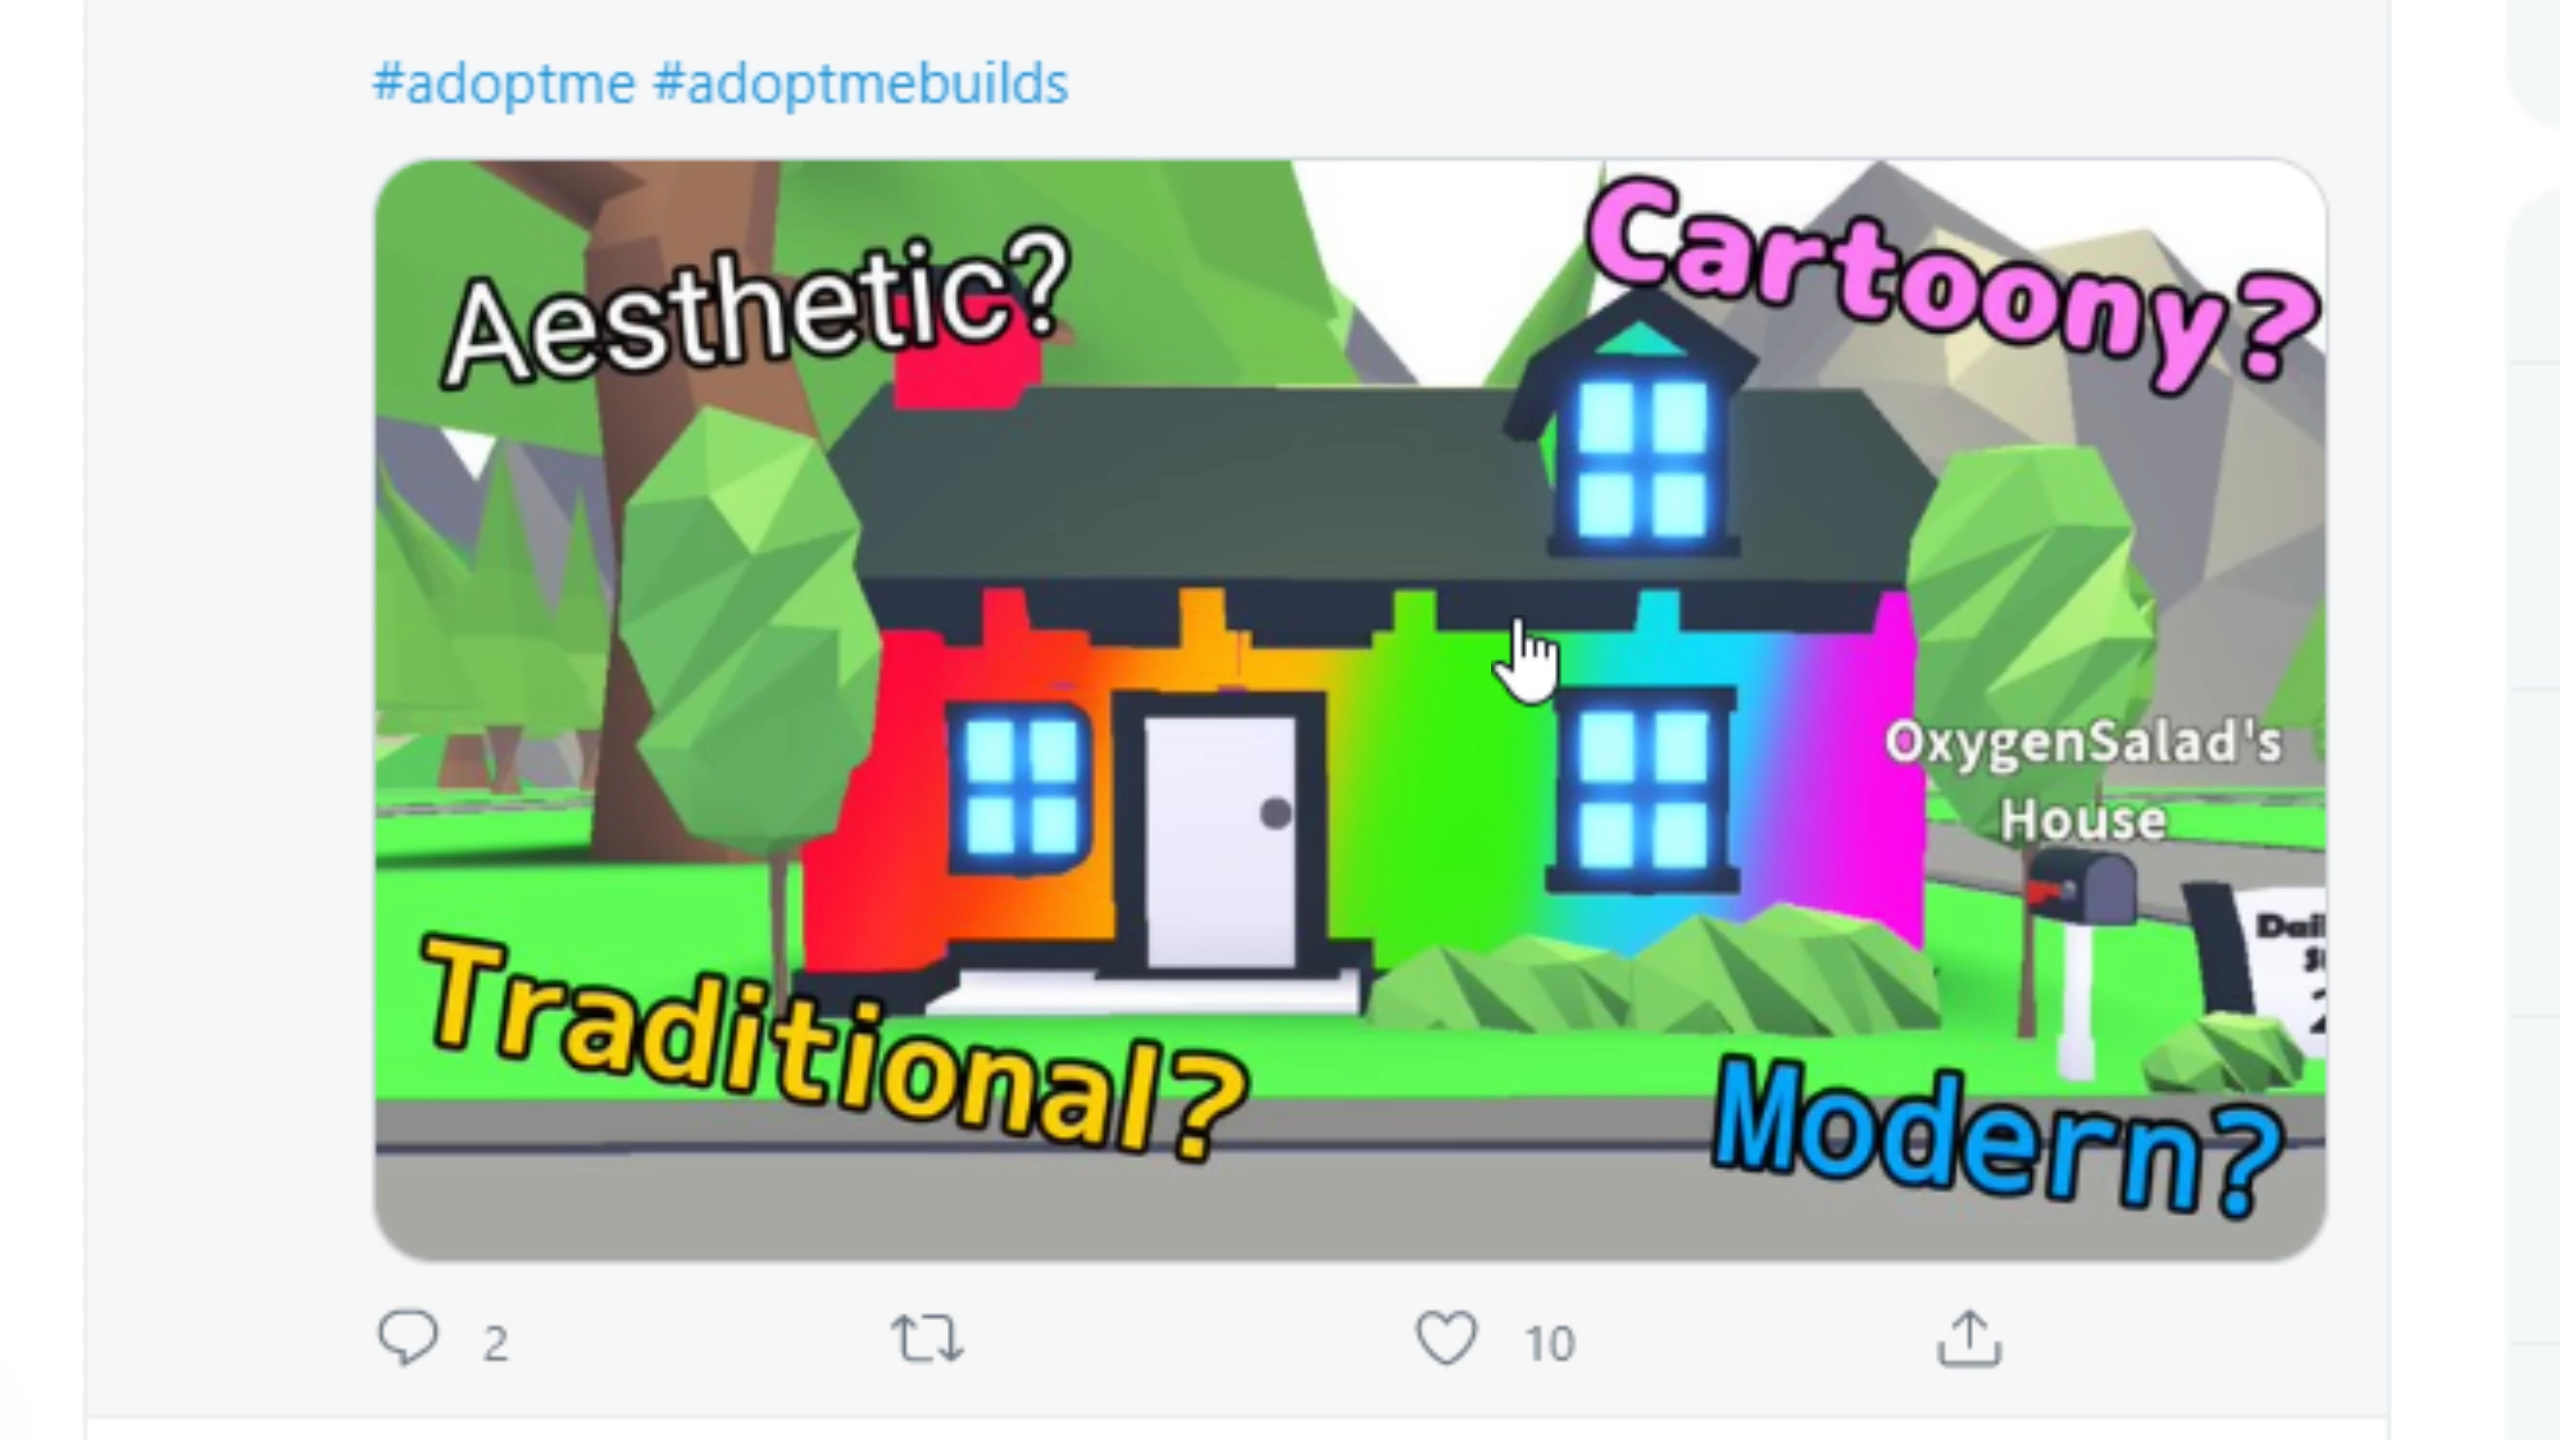 #adoptme #adoptmebuilds
Aesthetic?
Cartoony?
OxygenSalad's
House
Traditional?
Modern?
2
10